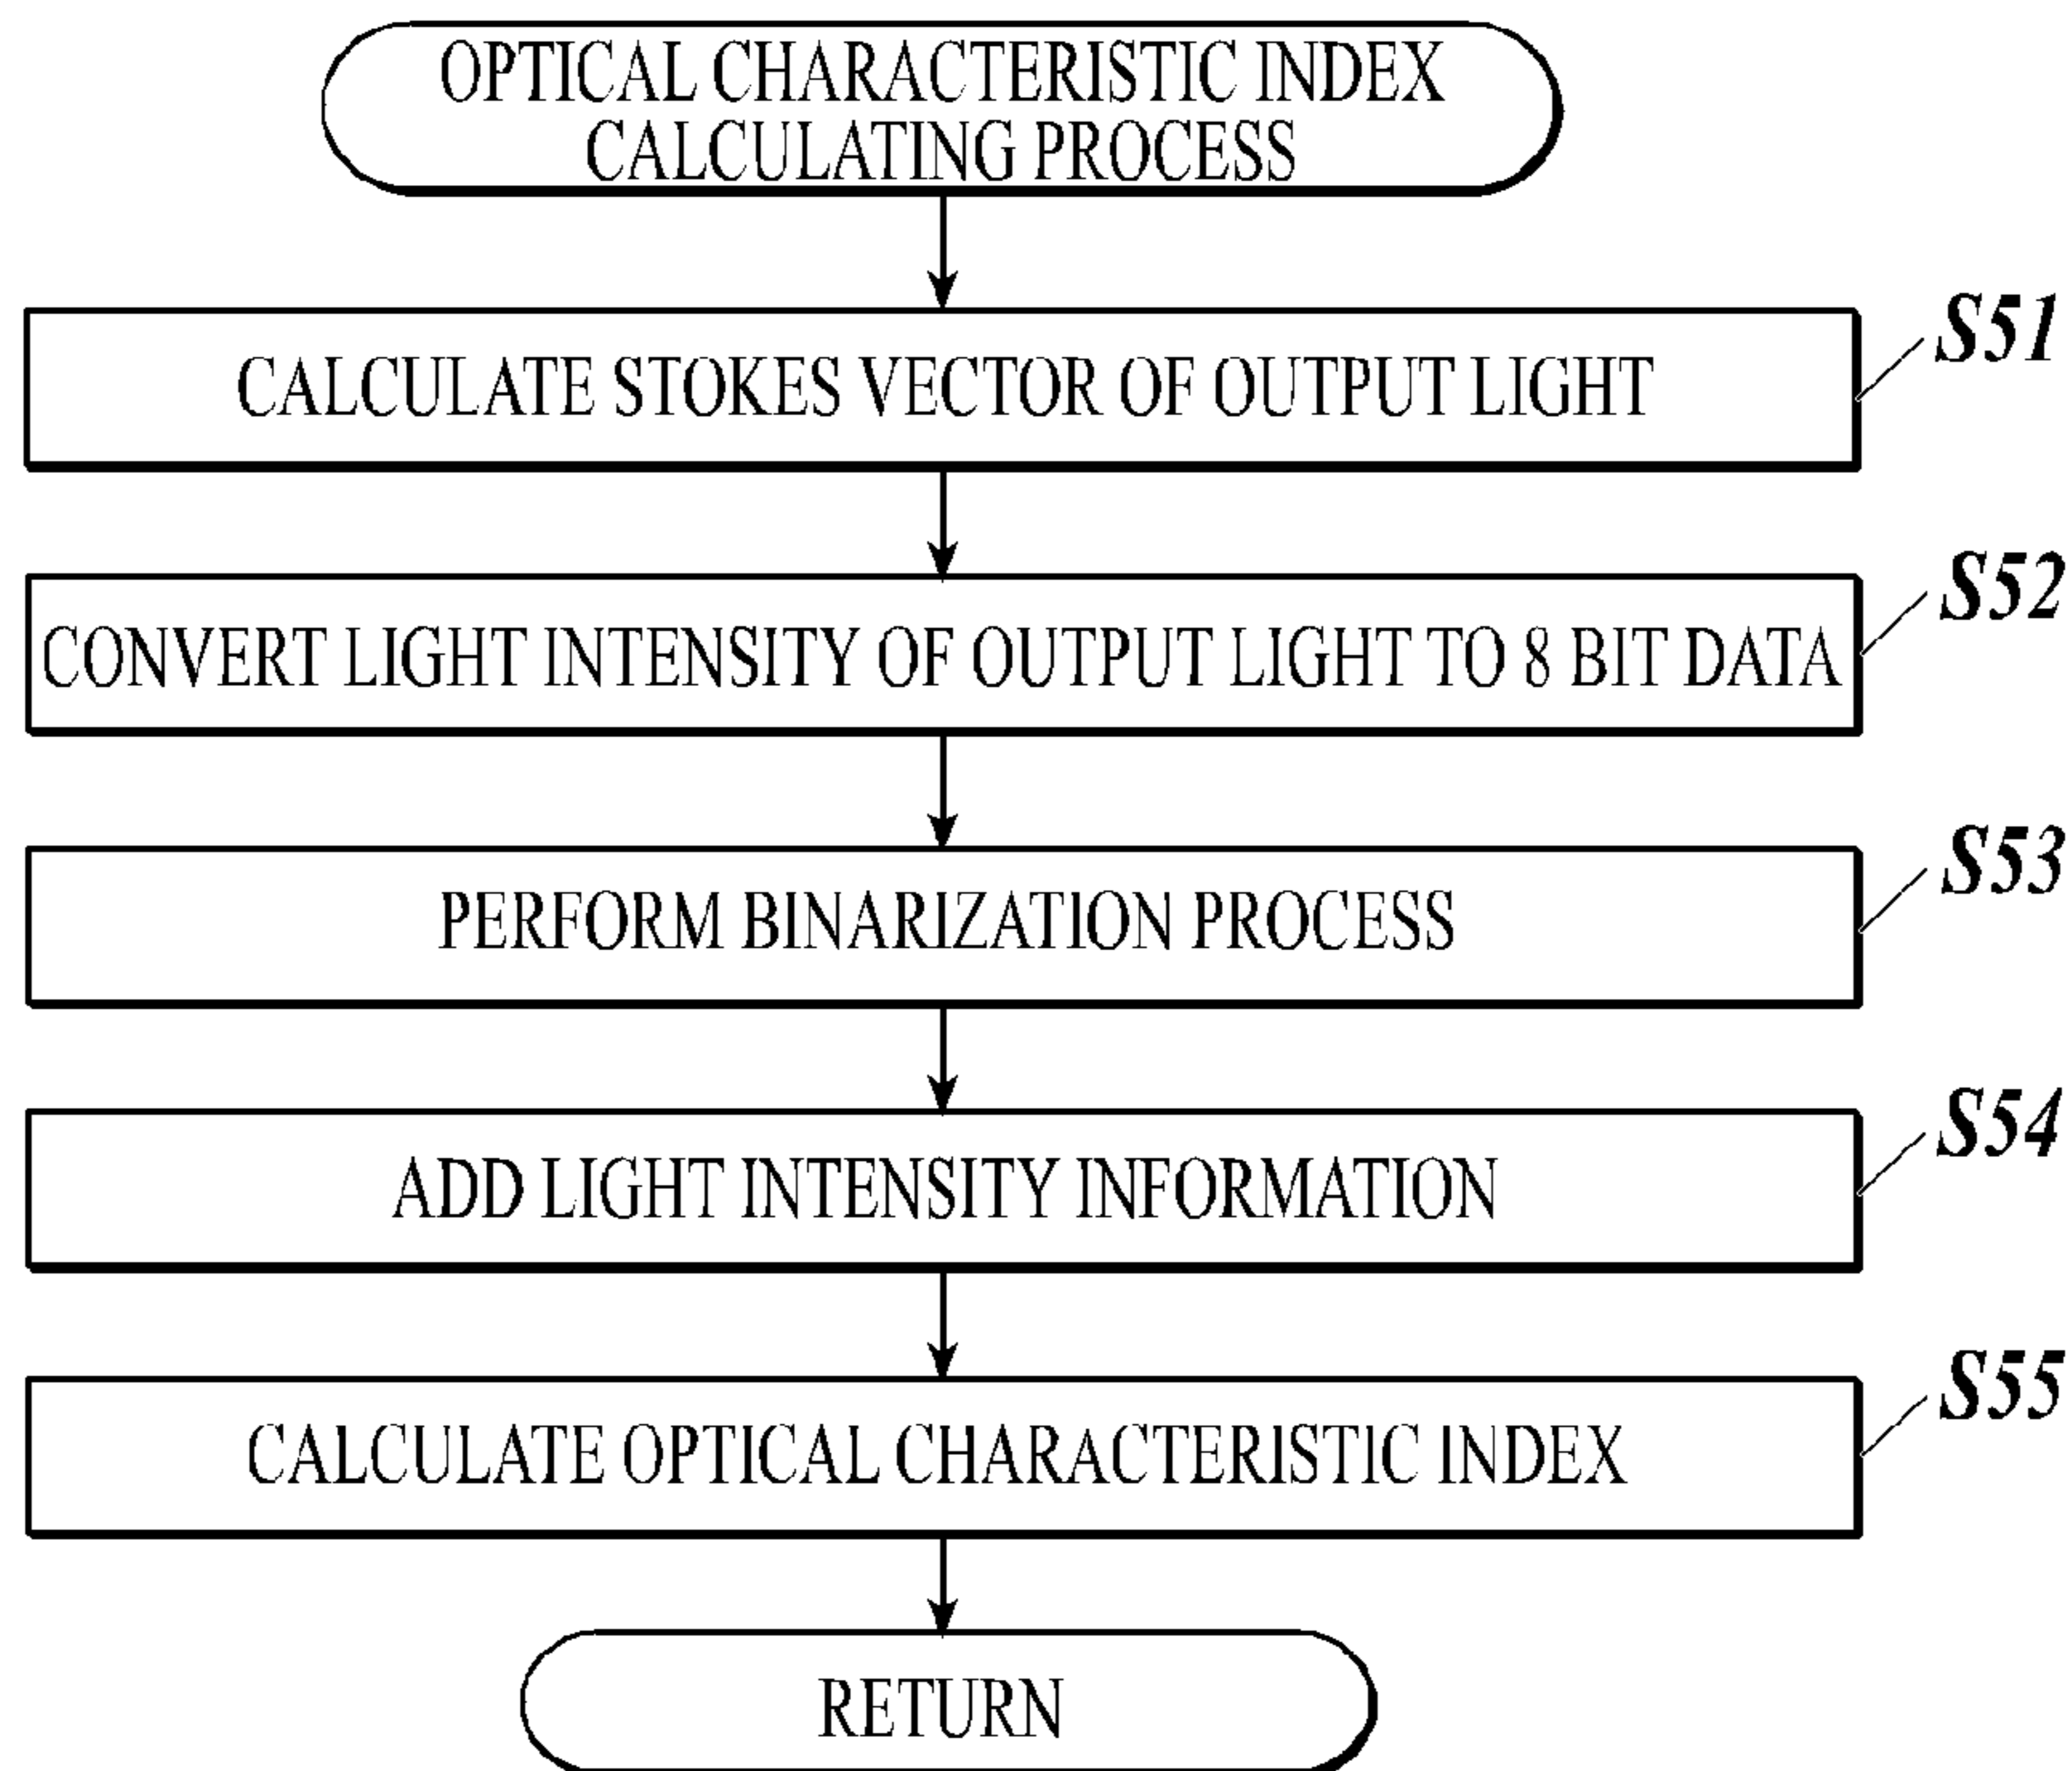 OPTICAL CHARACTERISTIC INDEX
CALCULATING PROCESS
CALCULATE STOKES VECTOR OF OUTPUT LIGHT
S51
CONVERT LIGHT INTENSITY OF OUTPUT LIGHT TO 8 BIT DATA
S52
PERFORM BINARIZATION PROCESS
S53
ADD LIGHT INTENSITY INFORMATION
S54
CALCULATE OPTICAL CHARACTERISTIC INDEX
S55
RETURN